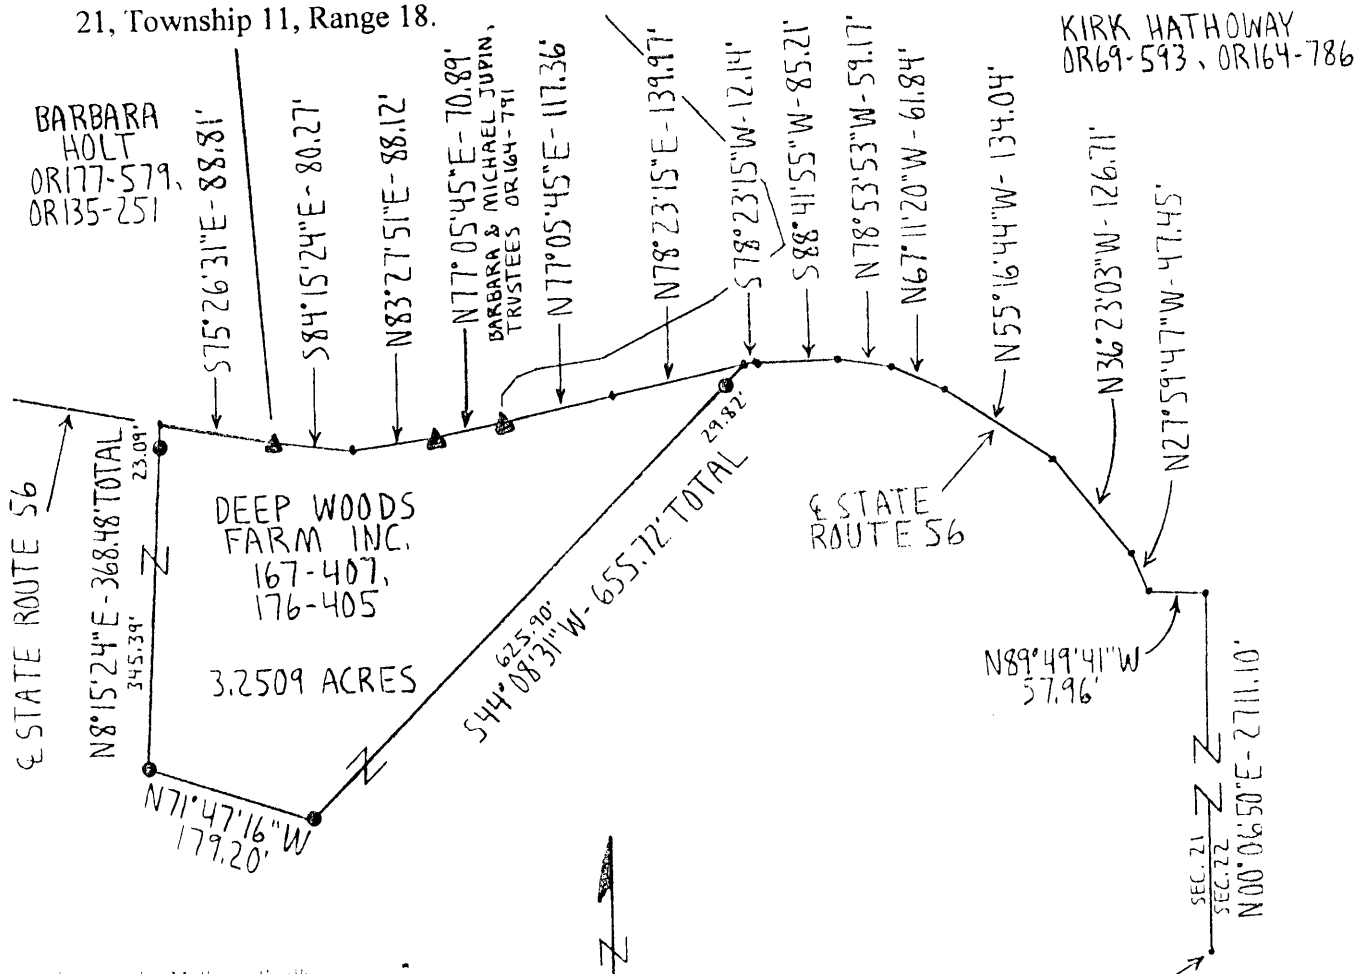 21, Township 11, Range 18.
KIRK HATHOWAY
OR69-593, OR164-786
BARBARA
HOLT
OR177-579,
OR135-251
S75°26'31"E-88.81'
S84°15'24"E-80.27'
N83°27'51"E-88.12'
N77°05'45"E-70.89'
BARBARA & MICHAEL JUPIN,
TRUSTEES OR164-791
N77°05'45"E-117.36'
N78°23'15"E-139.97'
S78°23'15"W-12.14'
S88°41'55"W-85.21'
N78°53'53"W-59.17'
N67°11'20"W-61.84'
N55°16'44"W-134.04'
N36°23'03"W-126.71'
N27°59'47"W-47.45'
℄ STATE ROUTE 56
N8°15'24"E-368.48' TOTAL
23.09'
345.39'
DEEP WOODS
FARM INC.
167-407,
176-405
3.2509 ACRES
29.82'
625.90'
S44°08'31"W-655.72' TOTAL
℄ STATE
ROUTE 56
N89°49'41"W
57.96'
N71°47'16"W
179.20'
SEC. 21
SEC. 22
N00°06'50"E-2711.10'